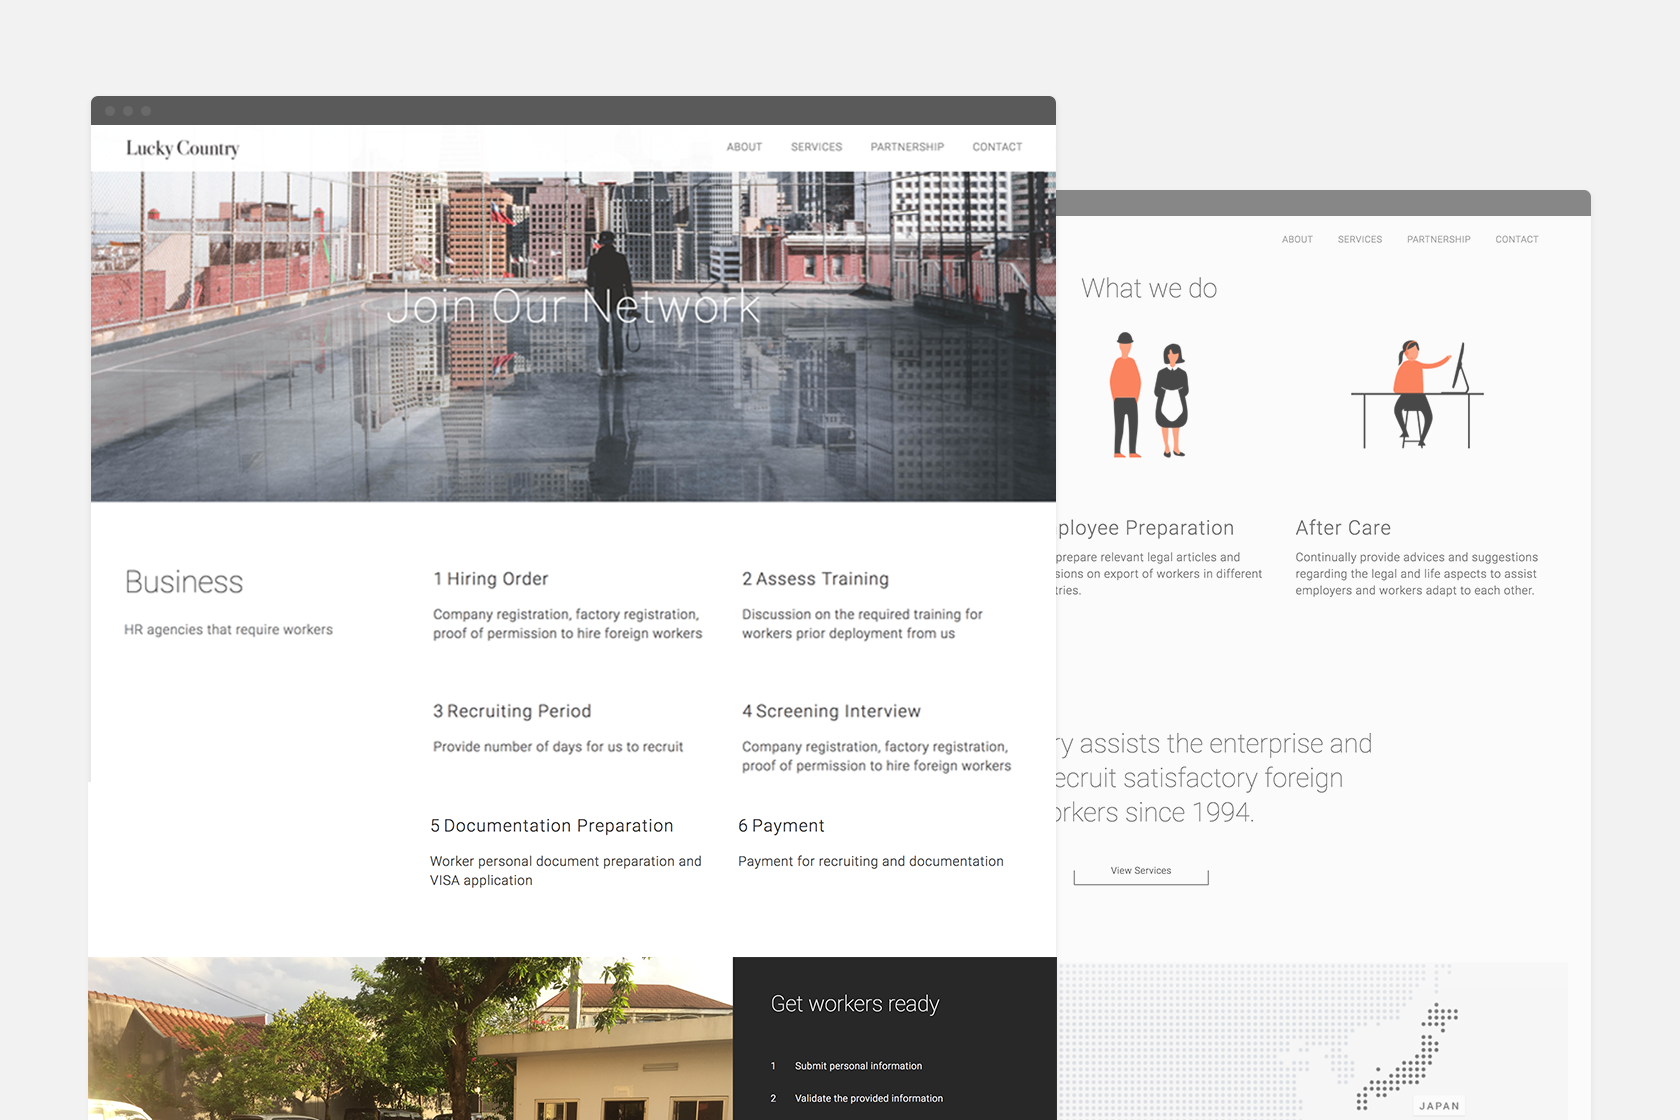 Lucky Country
ABOUT SERVICES PARTNERSHIP CONTACT
Join Our Network
Business
HR agencies that require workers
1 Hiring Order
Company registration, factory registration,
proof of permission to hire foreign workers
2 Assess Training
Discussion on the required training for
workers prior deployment from us
3 Recruiting Period
Provide number of days for us to recruit
4 Screening Interview
Company registration, factory registration,
proof of permission to hire foreign workers
5 Documentation Preparation
Worker personal document preparation and
VISA application
6 Payment
Payment for recruiting and documentation
Get workers ready
1 Submit personal information
2 Validate the provided information
ABOUT SERVICES PARTNERSHIP CONTACT
What we do
ployee Preparation
prepare relevant legal articles and
sions on export of workers in different
tries.
After Care
Continually provide advices and suggestions
regarding the legal and life aspects to assist
employers and workers adapt to each other.
ry assists the enterprise and
ecruit satisfactory foreign
orkers since 1994.
View Services
JAPAN